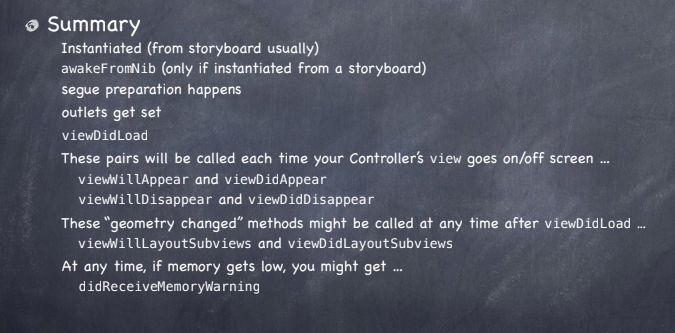 Summary
Instantiated (from storyboard usually)
awakeFromNib (only if instantiated from a storyboard)
segue preparation happens
outlets get set
viewDidLoad
These pairs will be called each time your Controller's view goes on/off screen ...
viewWillAppear and viewDidAppear
viewWillDisappear and viewDidDisappear
These "geometry changed" methods might be called at any time after viewDidLoad ...
viewWillLayoutSubviews and viewDidLayoutSubviews
At any time, if memory gets low, you might get ...
didReceiveMemoryWarning